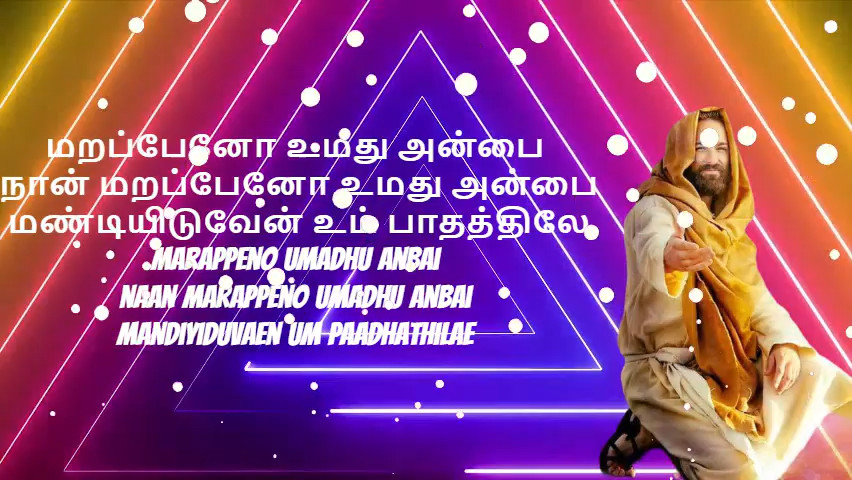 மறப்பேனோ உமது அன்பை
நான் மறப்பேனோ உமது அன்பை
மண்டியிடுவேன் உம் பாதத்திலே
MARAPPENO UMADHU ANBAI
NAAN MARAPPENO UMADHU ANBAI
MANDIYIDUVAEN UM PAADHATHILAE